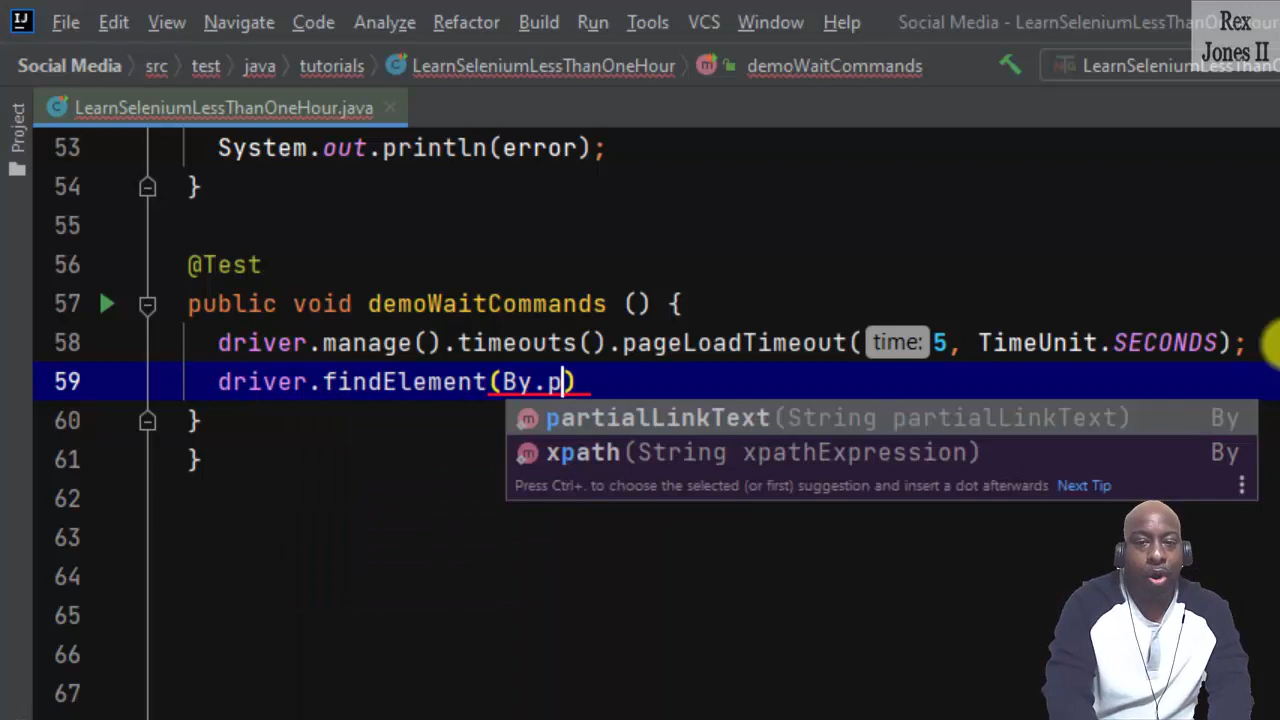 File Edit View Navigate Code Analyze Refactor Build Run Tools VCS Window Help Social Media - LearnSeleniumLessThanOneHour
Rex
Jones II
Social Media src test java tutorials LearnSeleniumLessThanOneHour demoWaitCommands
LearnSeleniumLessThanO
Project
LearnSeleniumLessThanOneHour.java
53 System.out.println(error);
54 }
55
56 @Test
57 public void demoWaitCommands () {
58 driver.manage().timeouts().pageLoadTimeout( time: 5, TimeUnit.SECONDS);
59 driver.findElement(By.p)
partialLinkText(String partialLinkText) By
60 }
xpath(String xpathExpression) By
61 }
Press Ctrl+. to choose the selected (or first) suggestion and insert a dot afterwards Next Tip
62
63
64
65
66
67